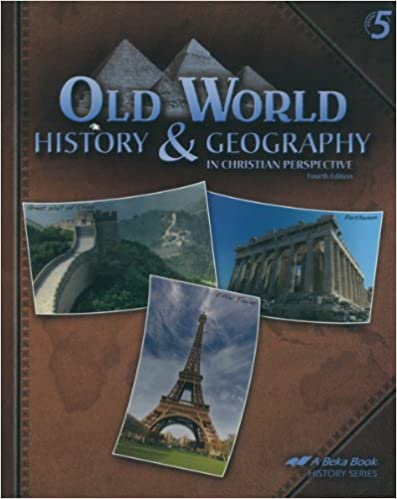 5
OLD WORLD
HISTORY & GEOGRAPHY
IN CHRISTIAN PERSPECTIVE
Fourth Edition
Great Wall of China
Parthenon
Eiffel Tower
A Beka Book
HISTORY SERIES